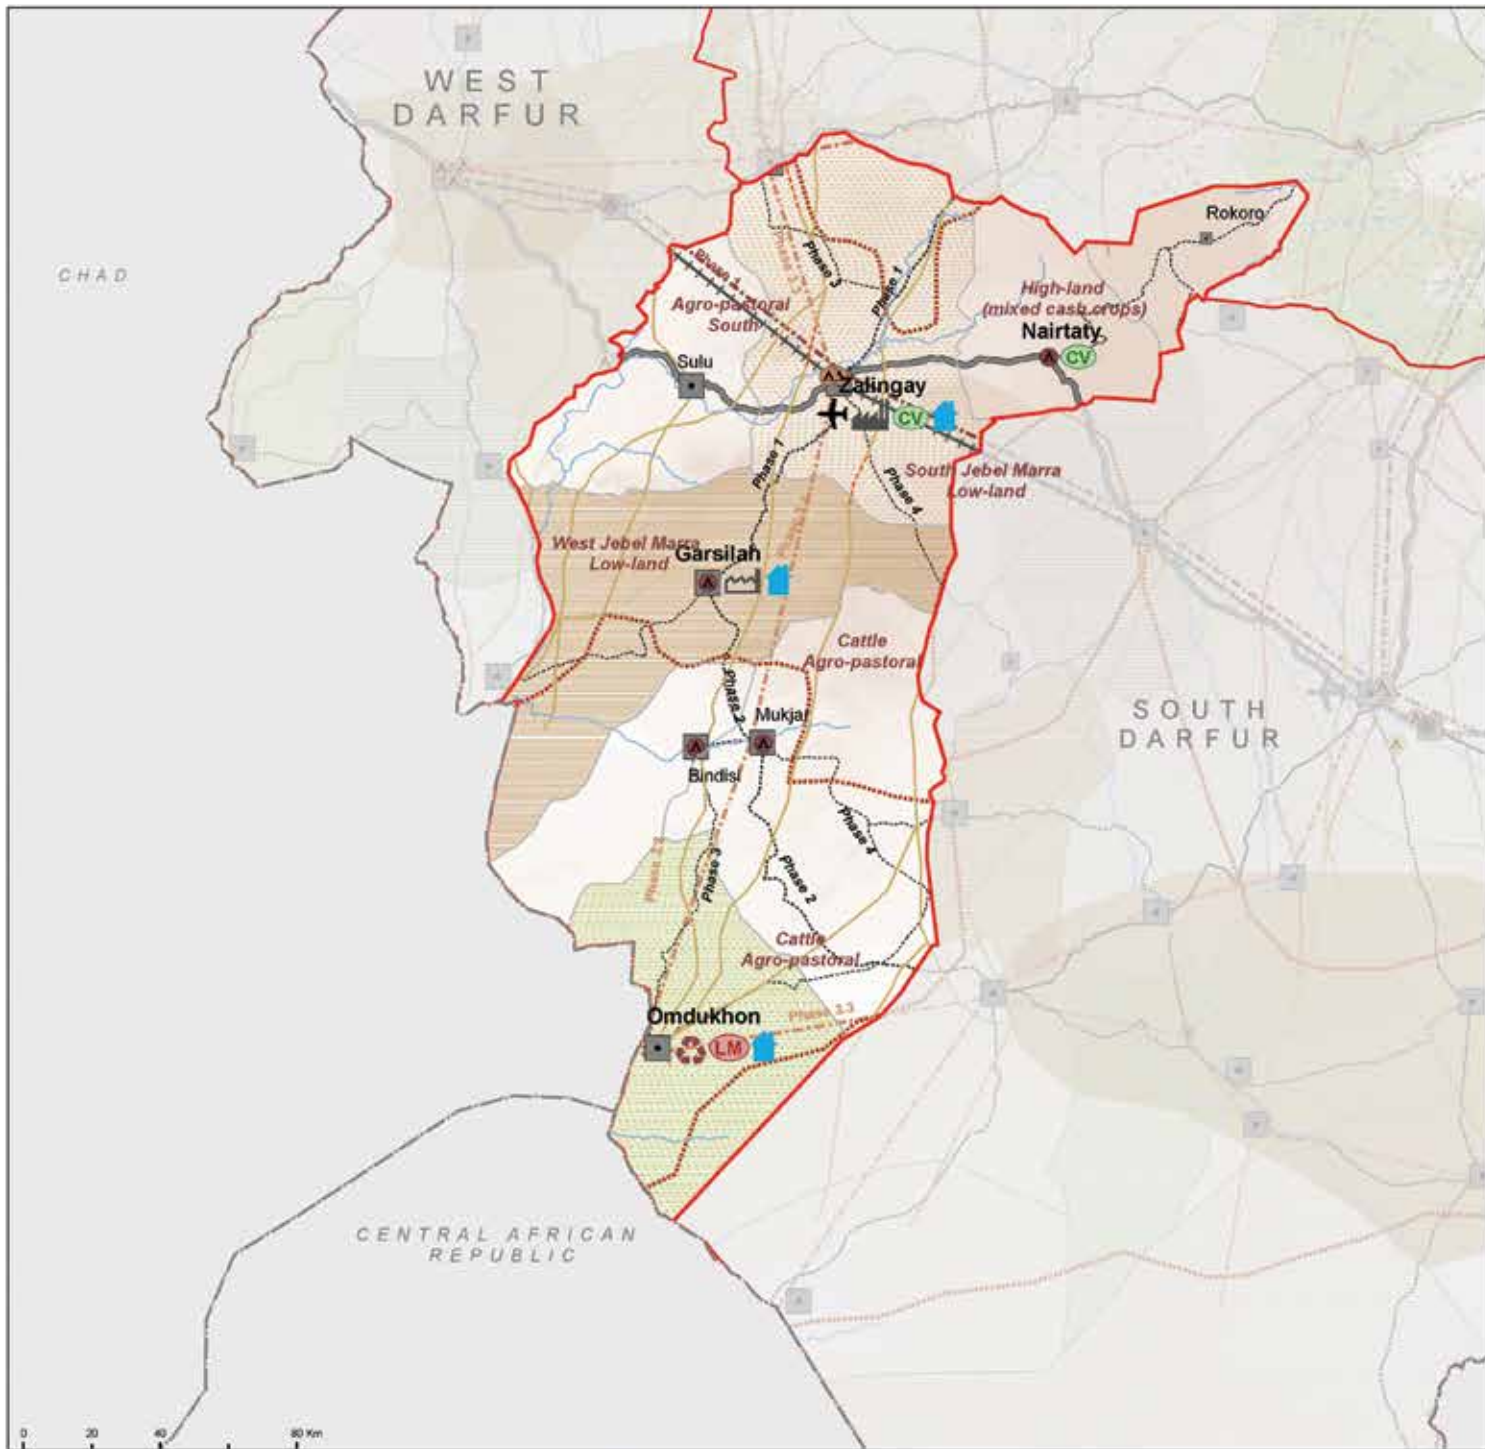 WEST
DARFUR
CHAD
Rokoro
Phase 1
Phase 3
Phase 1
Agro-pastoral
South
High-land
(mixed cash crops)
Nairtaty
CV
Sulu
Zalingay
CV
Phase 1
Phase 4
South Jebel Marra
Low-land
West Jebel Marra
Low-land
Garsilah
Cattle
Agro-pastoral
Phase 2
Mukjar
Bindisi
SOUTH
DARFUR
Phase 3
Phase 4
Phase 2
Cattle
Agro-pastoral
Omdukhon
LM
Phase 3.3
CENTRAL AFRICAN
REPUBLIC
0 20 40 80 Km